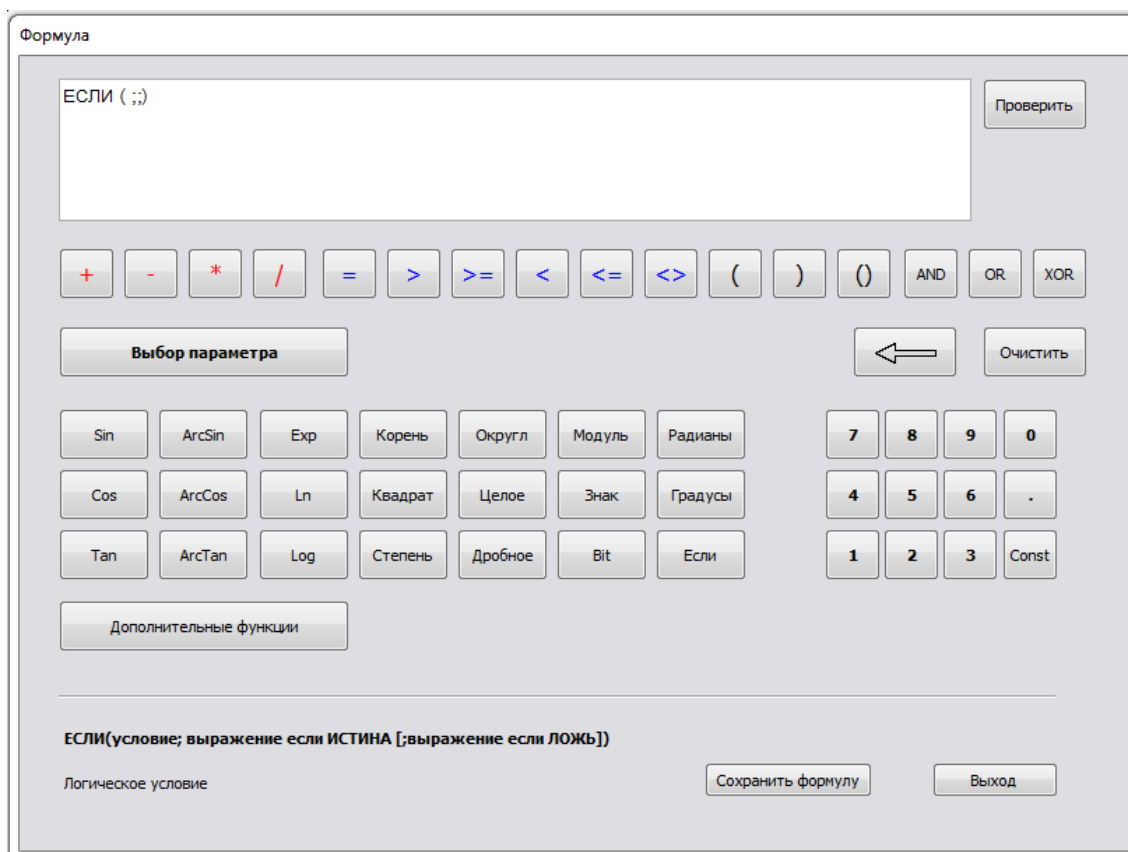 Формула
ЕСЛИ ( ;;)
Проверить
+ - * / = > >= < <= <> ( ) () AND OR XOR
Выбор параметра
Очистить
Sin ArcSin Exp Корень Округл Модуль Радианы 7 8 9 0
Cos ArcCos Ln Квадрат Целое Знак Градусы 4 5 6 .
Tan ArcTan Log Степень Дробное Bit Если 1 2 3 Const
Дополнительные функции
ЕСЛИ(условие; выражение если ИСТИНА [;выражение если ЛОЖЬ])
Логическое условие
Сохранить формулу
Выход